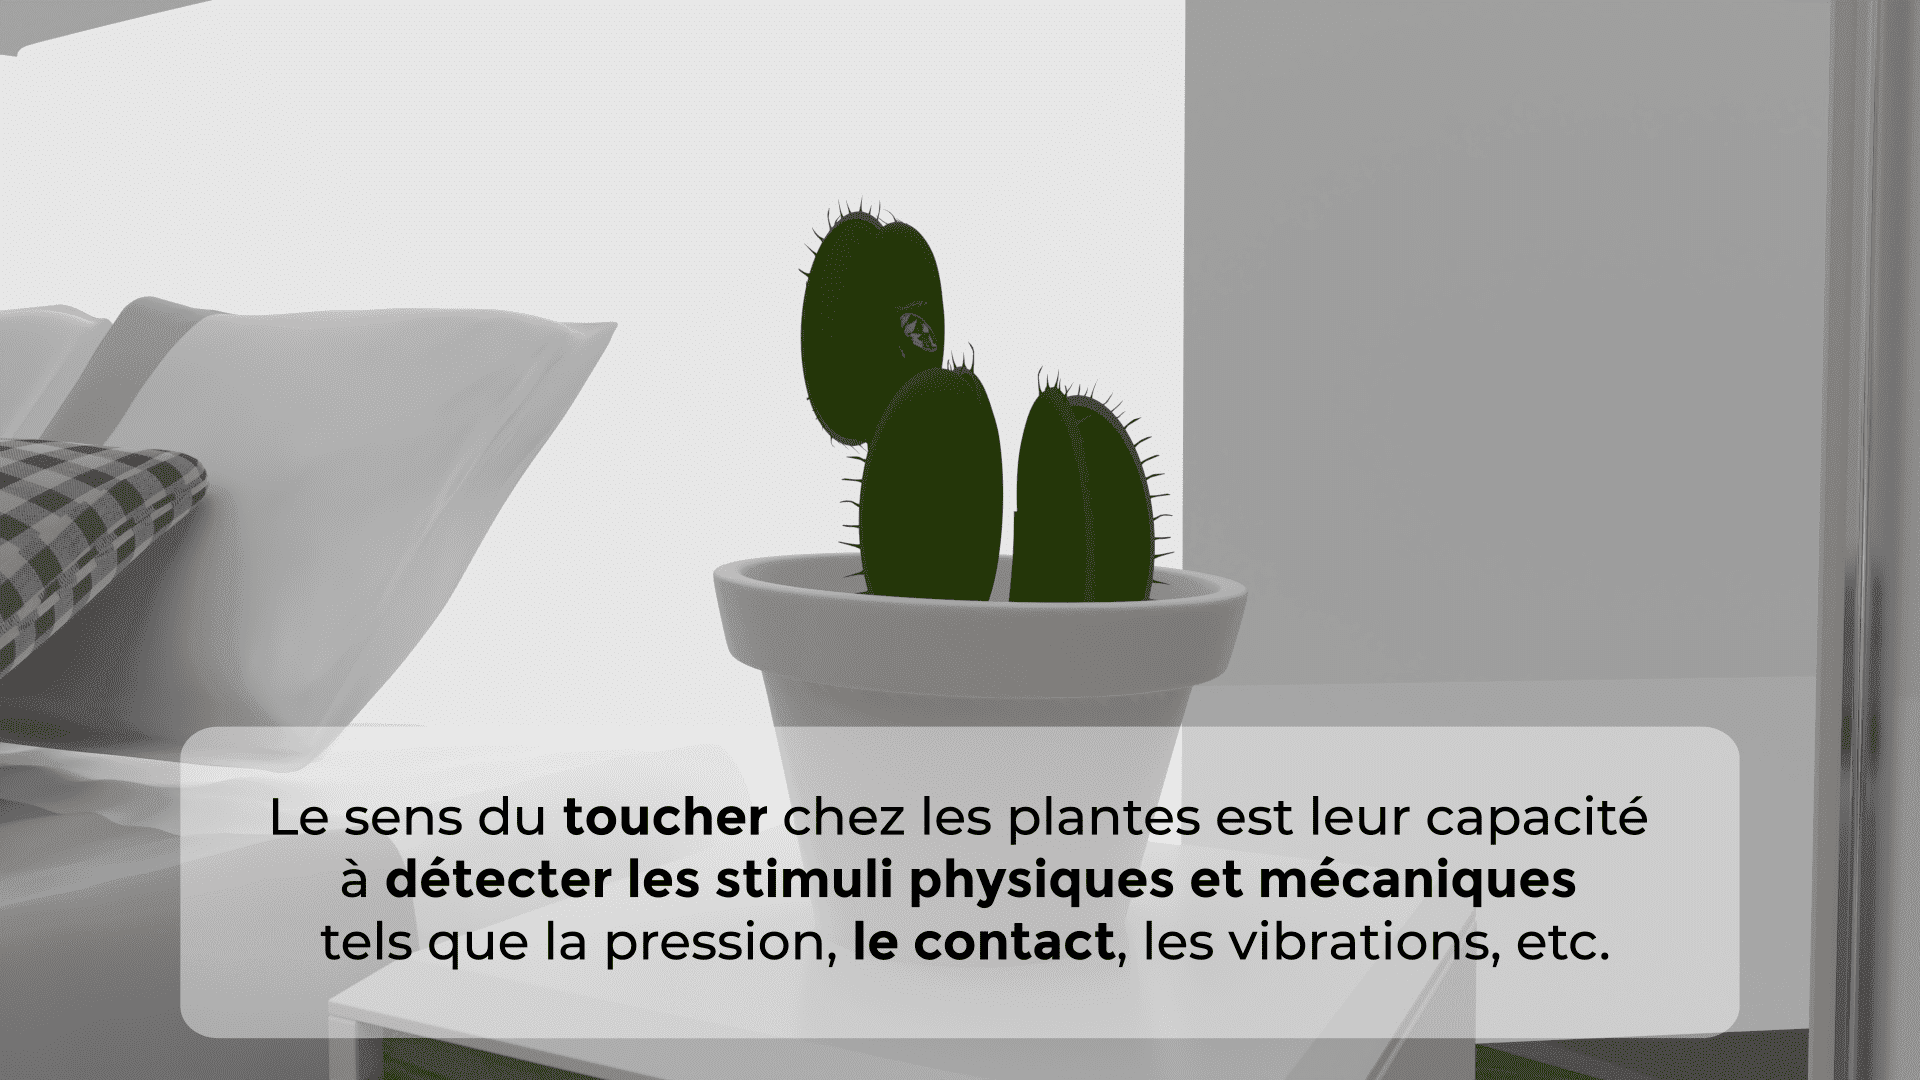 Le sens du toucher chez les plantes est leur capacité
à détecter les stimuli physiques et mécaniques
tels que la pression, le contact, les vibrations, etc.